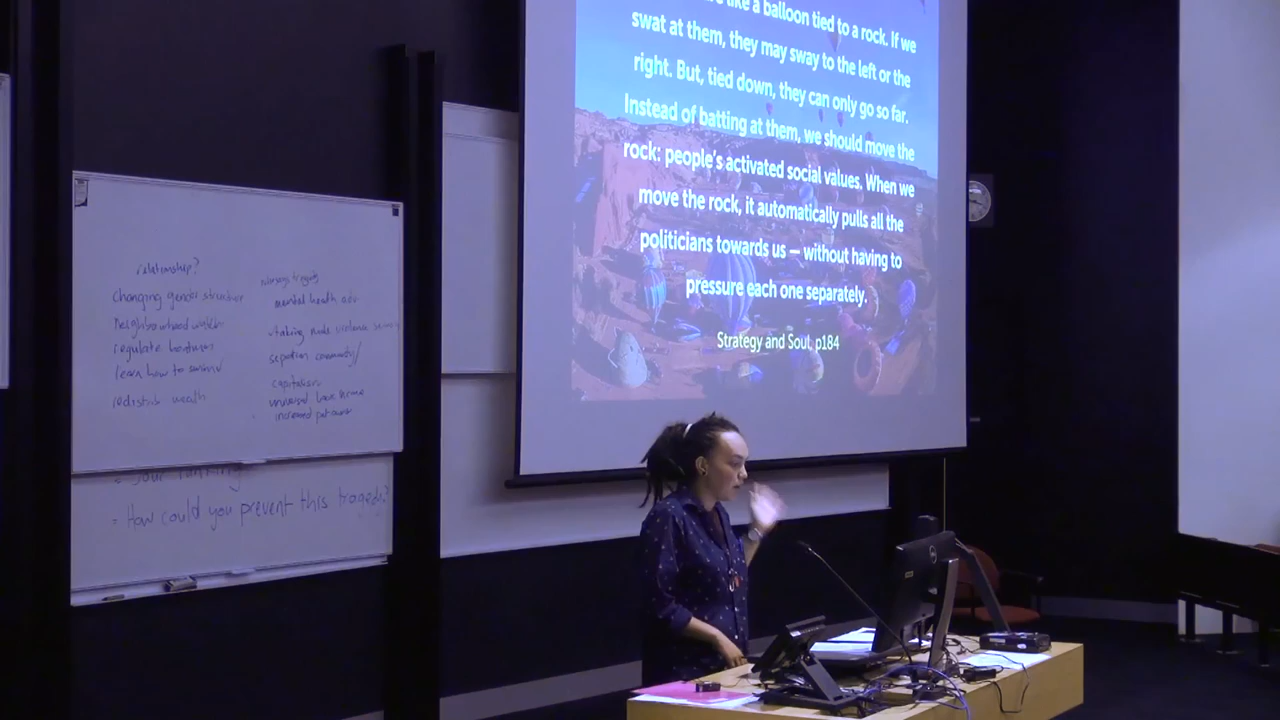 like a balloon tied to a rock. If we
swat at them, they may sway to the left or the
right. But, tied down, they can only go so far.
Instead of batting at them, we should move the
rock: people's activated social values. When we
move the rock, it automatically pulls all the
politicians towards us — without having to
pressure each one separately.
Strategy and Soul, p184
relationship?
changing gender structure
Neighbourhood watch
regulate
learn how to
wealth
mental health
taking violence
capitalism
universal basic income
increased
= How could you prevent this tragedy?
DELL